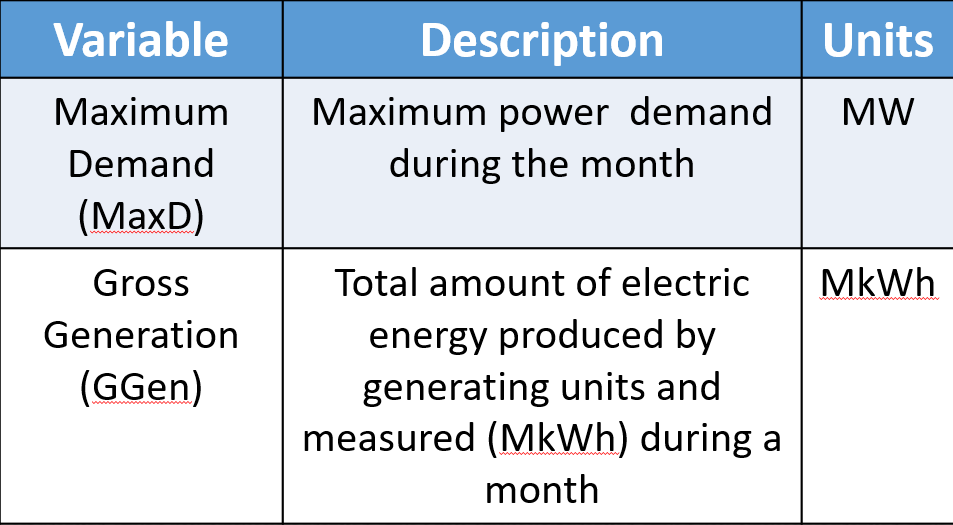 Variable Description Units
Maximum Maximum power demand MW
Demand during the month
(MaxD)
Gross Total amount of electric MkWh
Generation energy produced by
(GGen) generating units and
measured (MkWh) during a
month